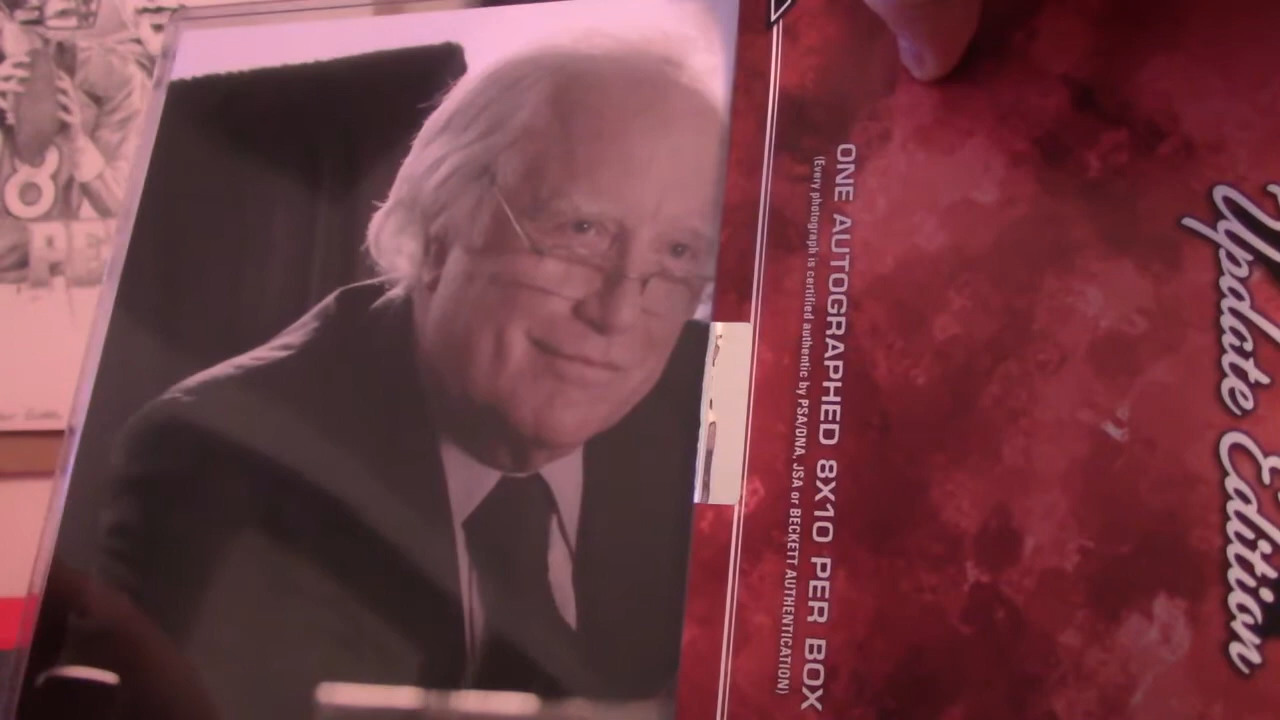 ONE AUTOGRAPHED 8X10 PER BOX
(Every photograph is certified authentic by PSA/DNA, JSA or BECKETT AUTHENTICATION)
Update Edition